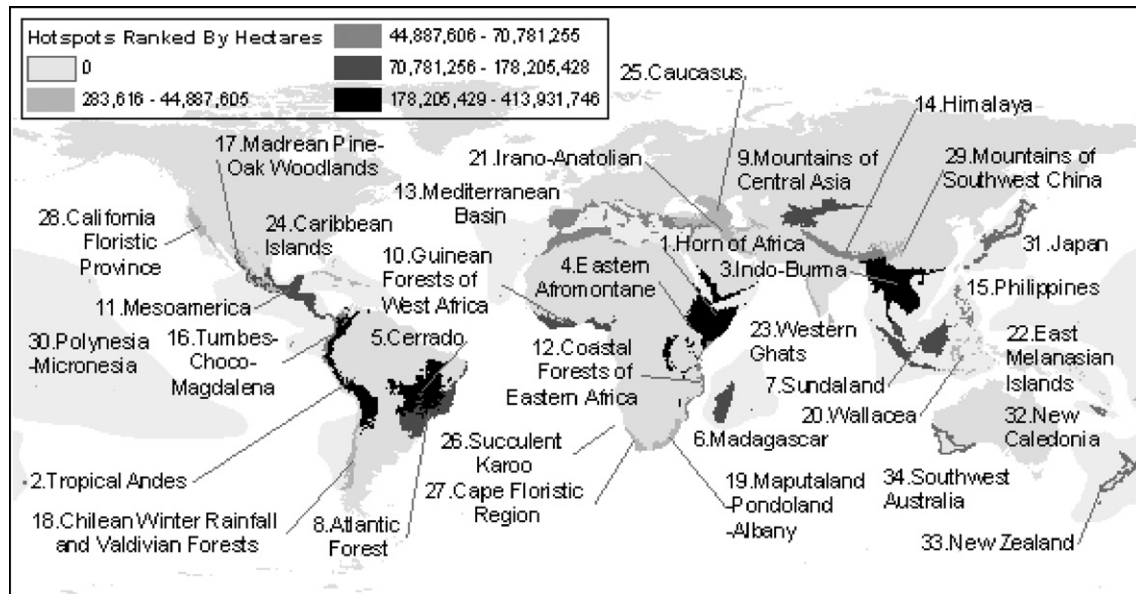 Hotspots Ranked By Hectares
0
283,616 - 44,887,605
44,887,606 - 70,781,255
70,781,256 - 178,205,428
178,205,429 - 413,931,746
25.Caucasus
14.Himalaya
17.Madrean Pine-
Oak Woodlands
21.Irano-Anatolian
9.Mountains of
Central Asia
29.Mountains of
Southwest China
13.Mediterranean
Basin
28.California
Floristic
Province
24.Caribbean
Islands
10.Guinean
Forests of
West Africa
1.Horn of Africa
4.Eastern
Afromontane
3.Indo-Burma
31.Japan
11.Mesoamerica
15.Philippines
30.Polynesia
-Micronesia
16.Tumbes-
Choco-
Magdalena
5.Cerrado
12.Coastal
Forests of
Eastern Africa
23.Western
Ghats
22.East
Melanasian
Islands
7.Sundaland
20.Wallacea
32.New
Caledonia
6.Madagascar
26.Succulent
Karoo
2.Tropical Andes
27.Cape Floristic
Region
19.Maputaland
-Pondoland
-Albany
34.Southwest
Australia
18.Chilean Winter Rainfall
and Valdivian Forests
8.Atlantic
Forest
33.New Zealand